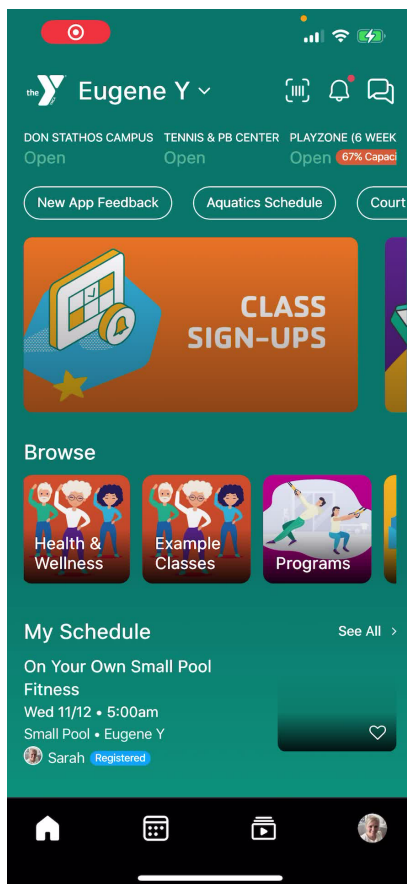 the Y Eugene Y
DON STATHOS CAMPUS TENNIS & PB CENTER PLAYZONE (6 WEEK
Open Open Open 67% Capaci
New App Feedback Aquatics Schedule Court
CLASS
SIGN-UPS
Browse
Health &
Wellness
Example
Classes
Programs
My Schedule See All >
On Your Own Small Pool
Fitness
Wed 11/12 • 5:00am
Small Pool • Eugene Y
Sarah Registered